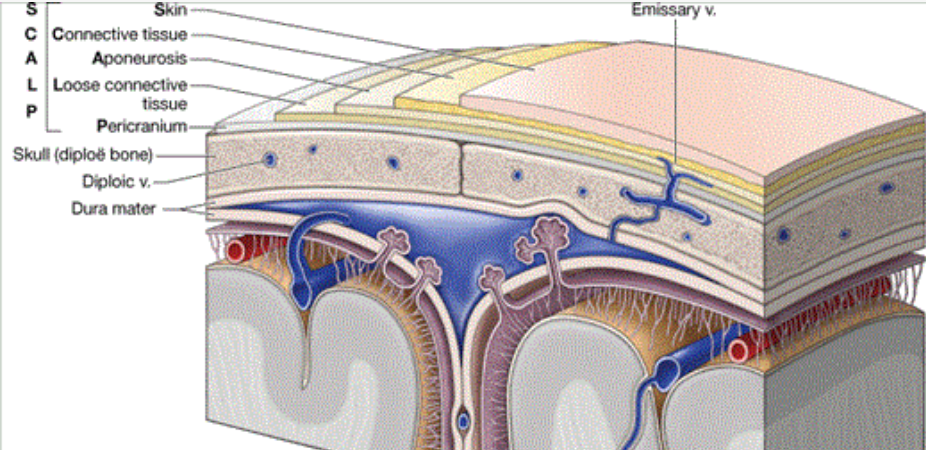 S
C
A
L
P
Skin
Connective tissue
Aponeurosis
Loose connective
tissue
Pericranium
Skull (diploë bone)
Diploic v.
Dura mater
Emissary v.